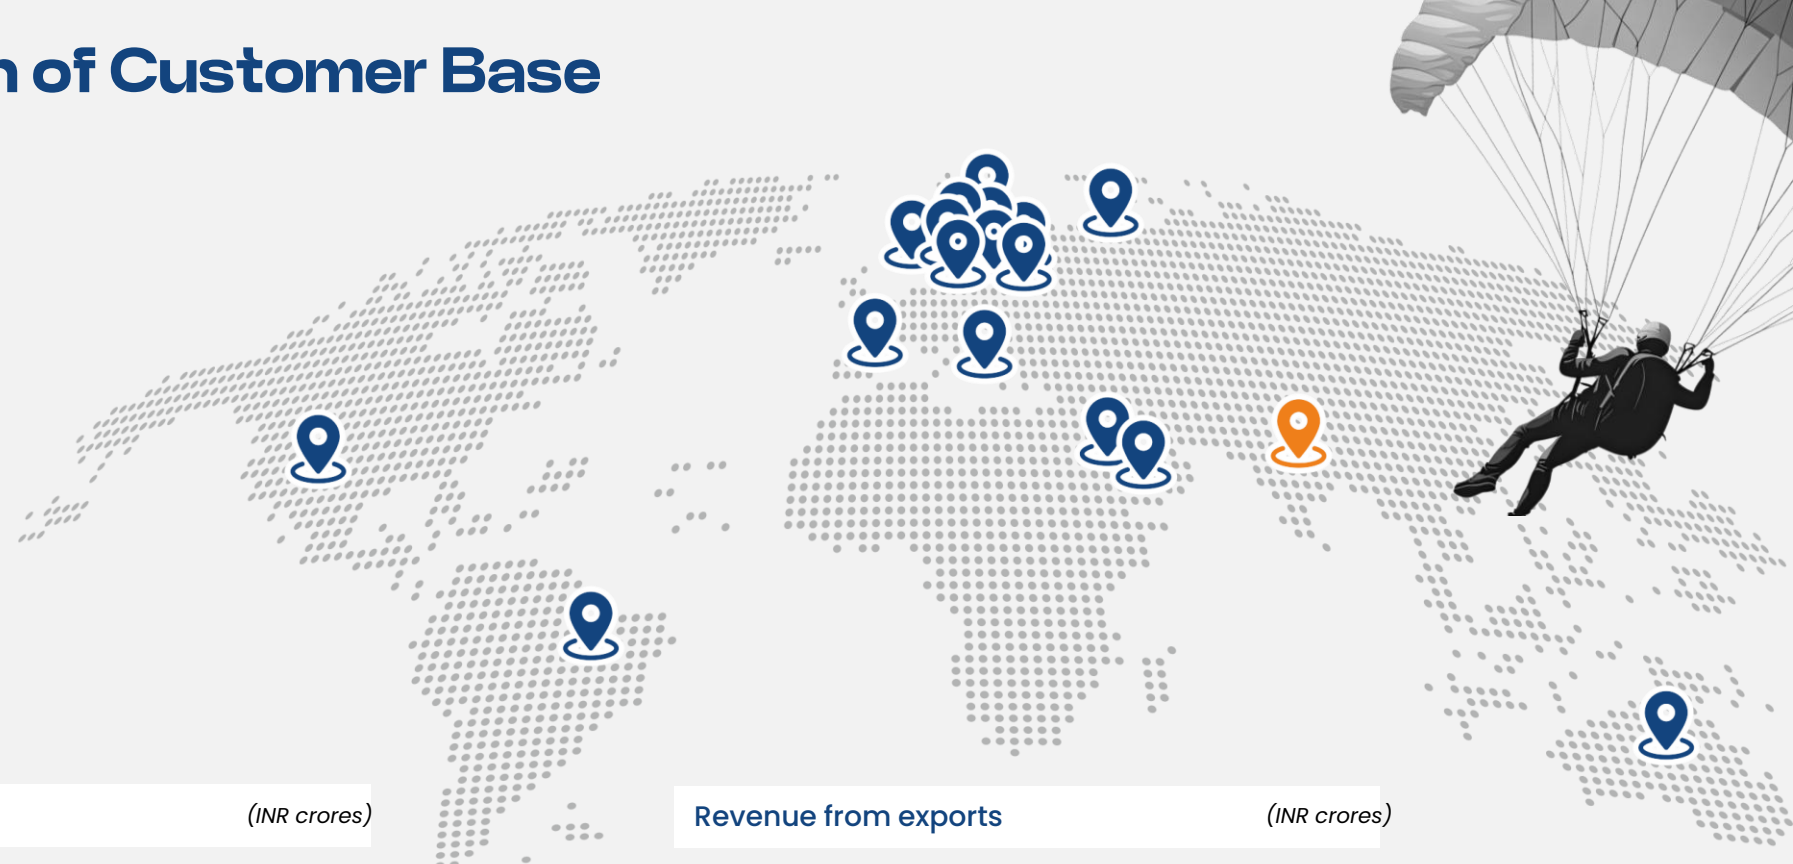 n of Customer Base
(INR crores)
Revenue from exports
(INR crores)